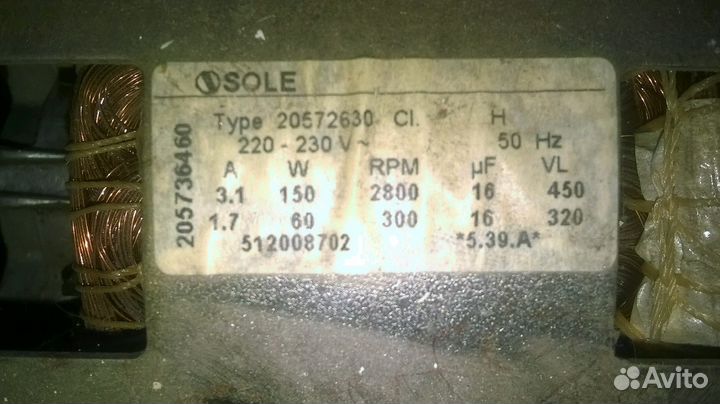 SOLE
Type 20572630 Cl. H
220 - 230 V ~ 50 Hz
A W RPM µF VL
3.1 150 2800 16 450
1.7 60 300 16 320
512008702 *5.39.A*
205736460
Avito